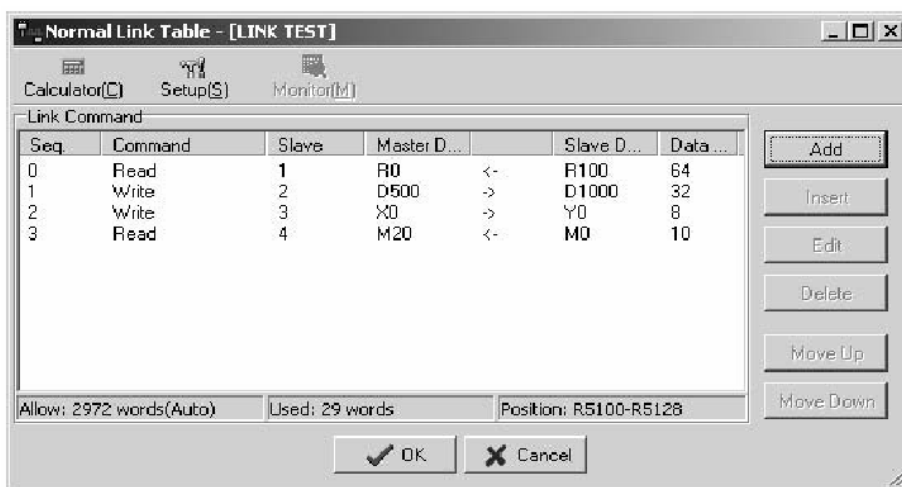 Normal Link Table - [LINK TEST]
Calculator(C) Setup(S) Monitor(M)
Link Command
Seq. Command Slave Master D... Slave D... Data ...
0 Read 1 R0 <- R100 64
1 Write 2 D500 -> D1000 32
2 Write 3 X0 -> Y0 8
3 Read 4 M20 <- M0 10
Add
Insert
Edit
Delete
Move Up
Move Down
Allow: 2972 words(Auto) Used: 29 words Position: R5100-R5128
OK Cancel